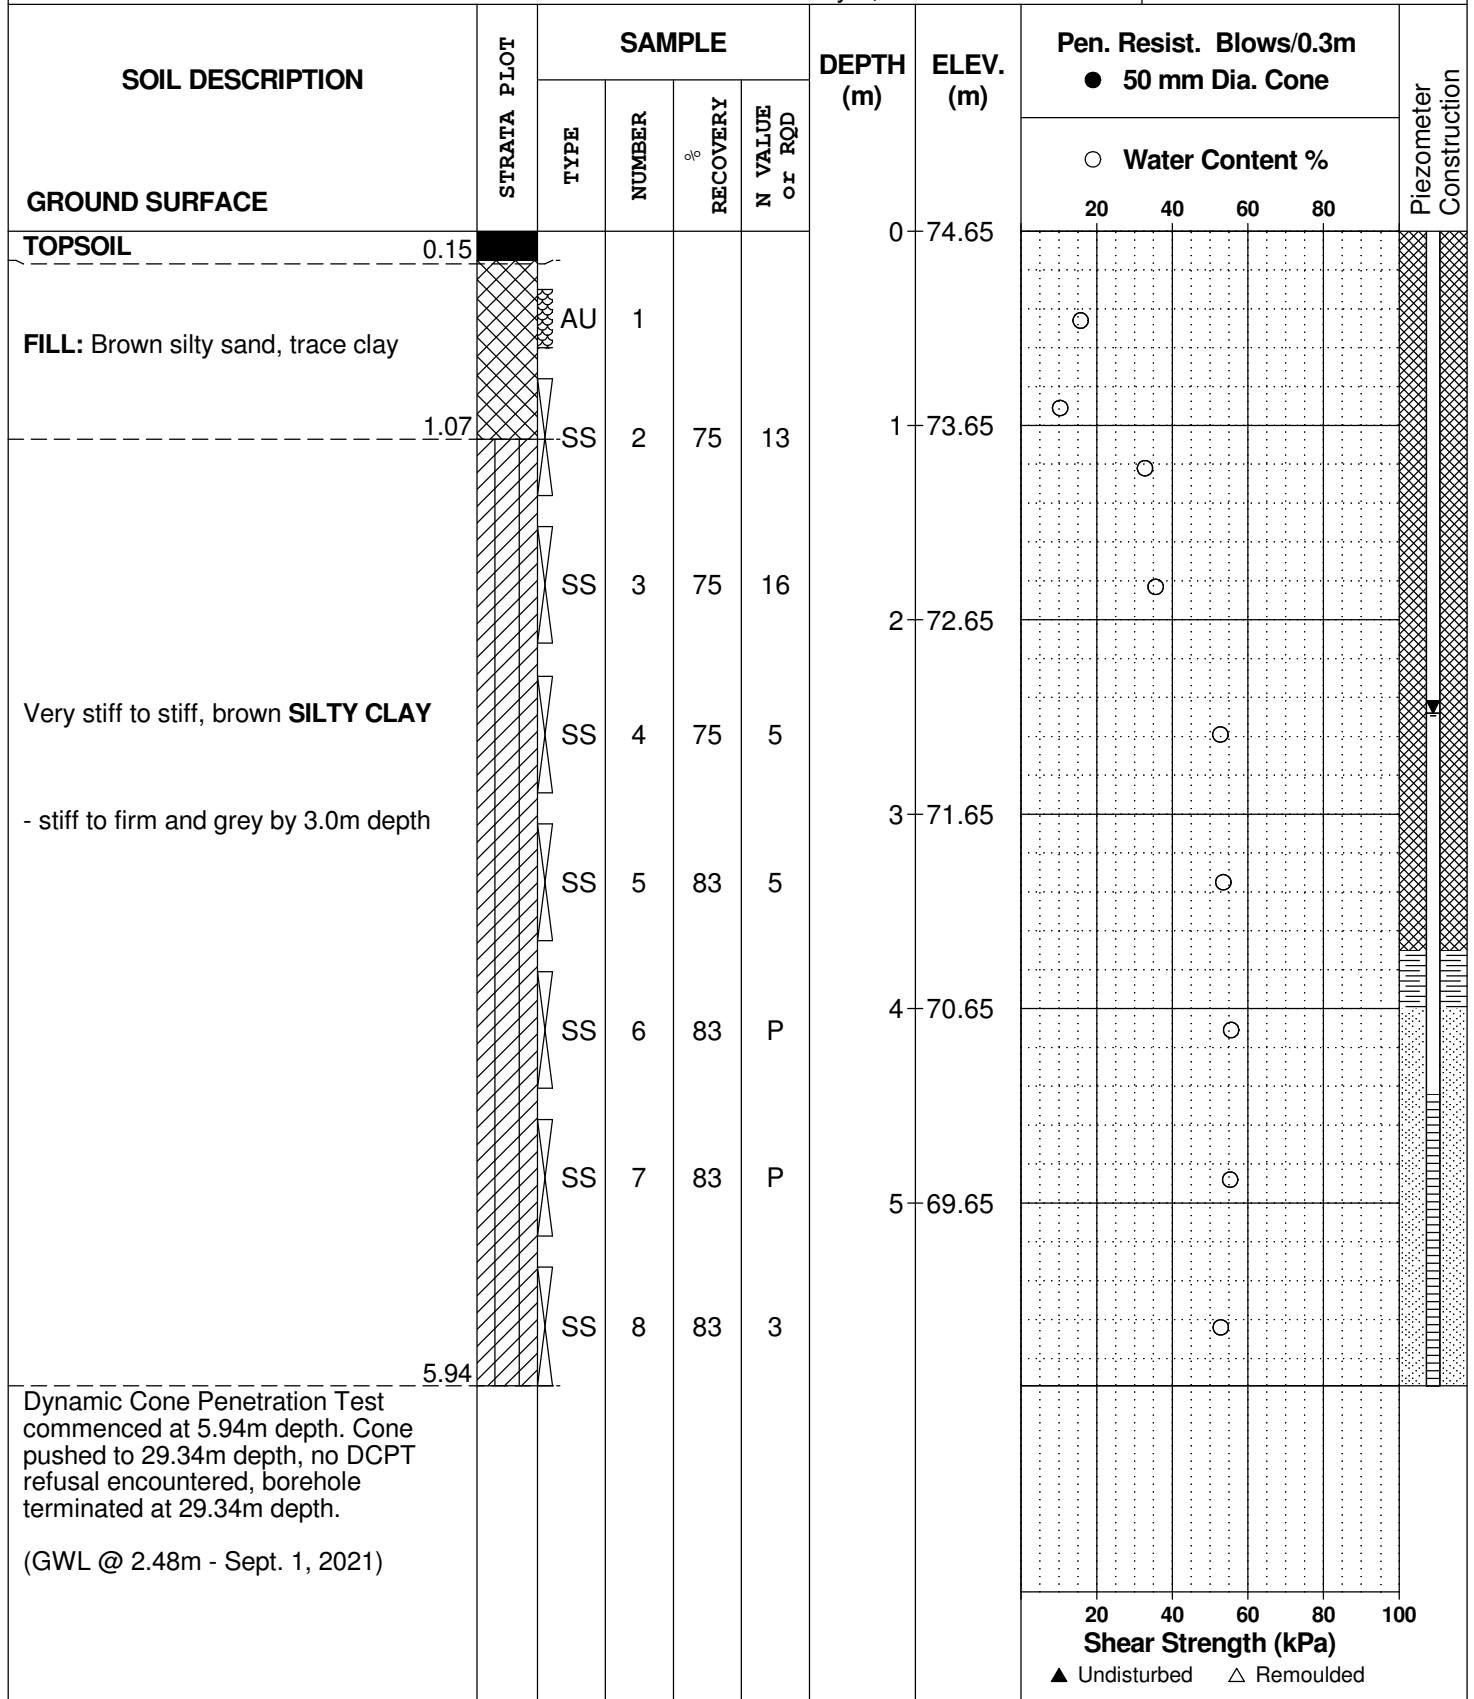 SOIL DESCRIPTION
GROUND SURFACE
STRATA PLOT
SAMPLE
TYPE
NUMBER
%
RECOVERY
N VALUE
or RQD
DEPTH
(m)
ELEV.
(m)
Pen. Resist. Blows/0.3m
● 50 mm Dia. Cone
○ Water Content %
20 40 60 80
Piezometer
Construction
TOPSOIL 0.15
0 74.65
AU 1
FILL: Brown silty sand, trace clay
1.07
SS 2 75 13
1 73.65
SS 3 75 16
2 72.65
Very stiff to stiff, brown SILTY CLAY
SS 4 75 5
- stiff to firm and grey by 3.0m depth
3 71.65
SS 5 83 5
4 70.65
SS 6 83 P
SS 7 83 P
5 69.65
SS 8 83 3
5.94
Dynamic Cone Penetration Test
commenced at 5.94m depth. Cone
pushed to 29.34m depth, no DCPT
refusal encountered, borehole
terminated at 29.34m depth.
(GWL @ 2.48m - Sept. 1, 2021)
20 40 60 80 100
Shear Strength (kPa)
▲ Undisturbed △ Remoulded